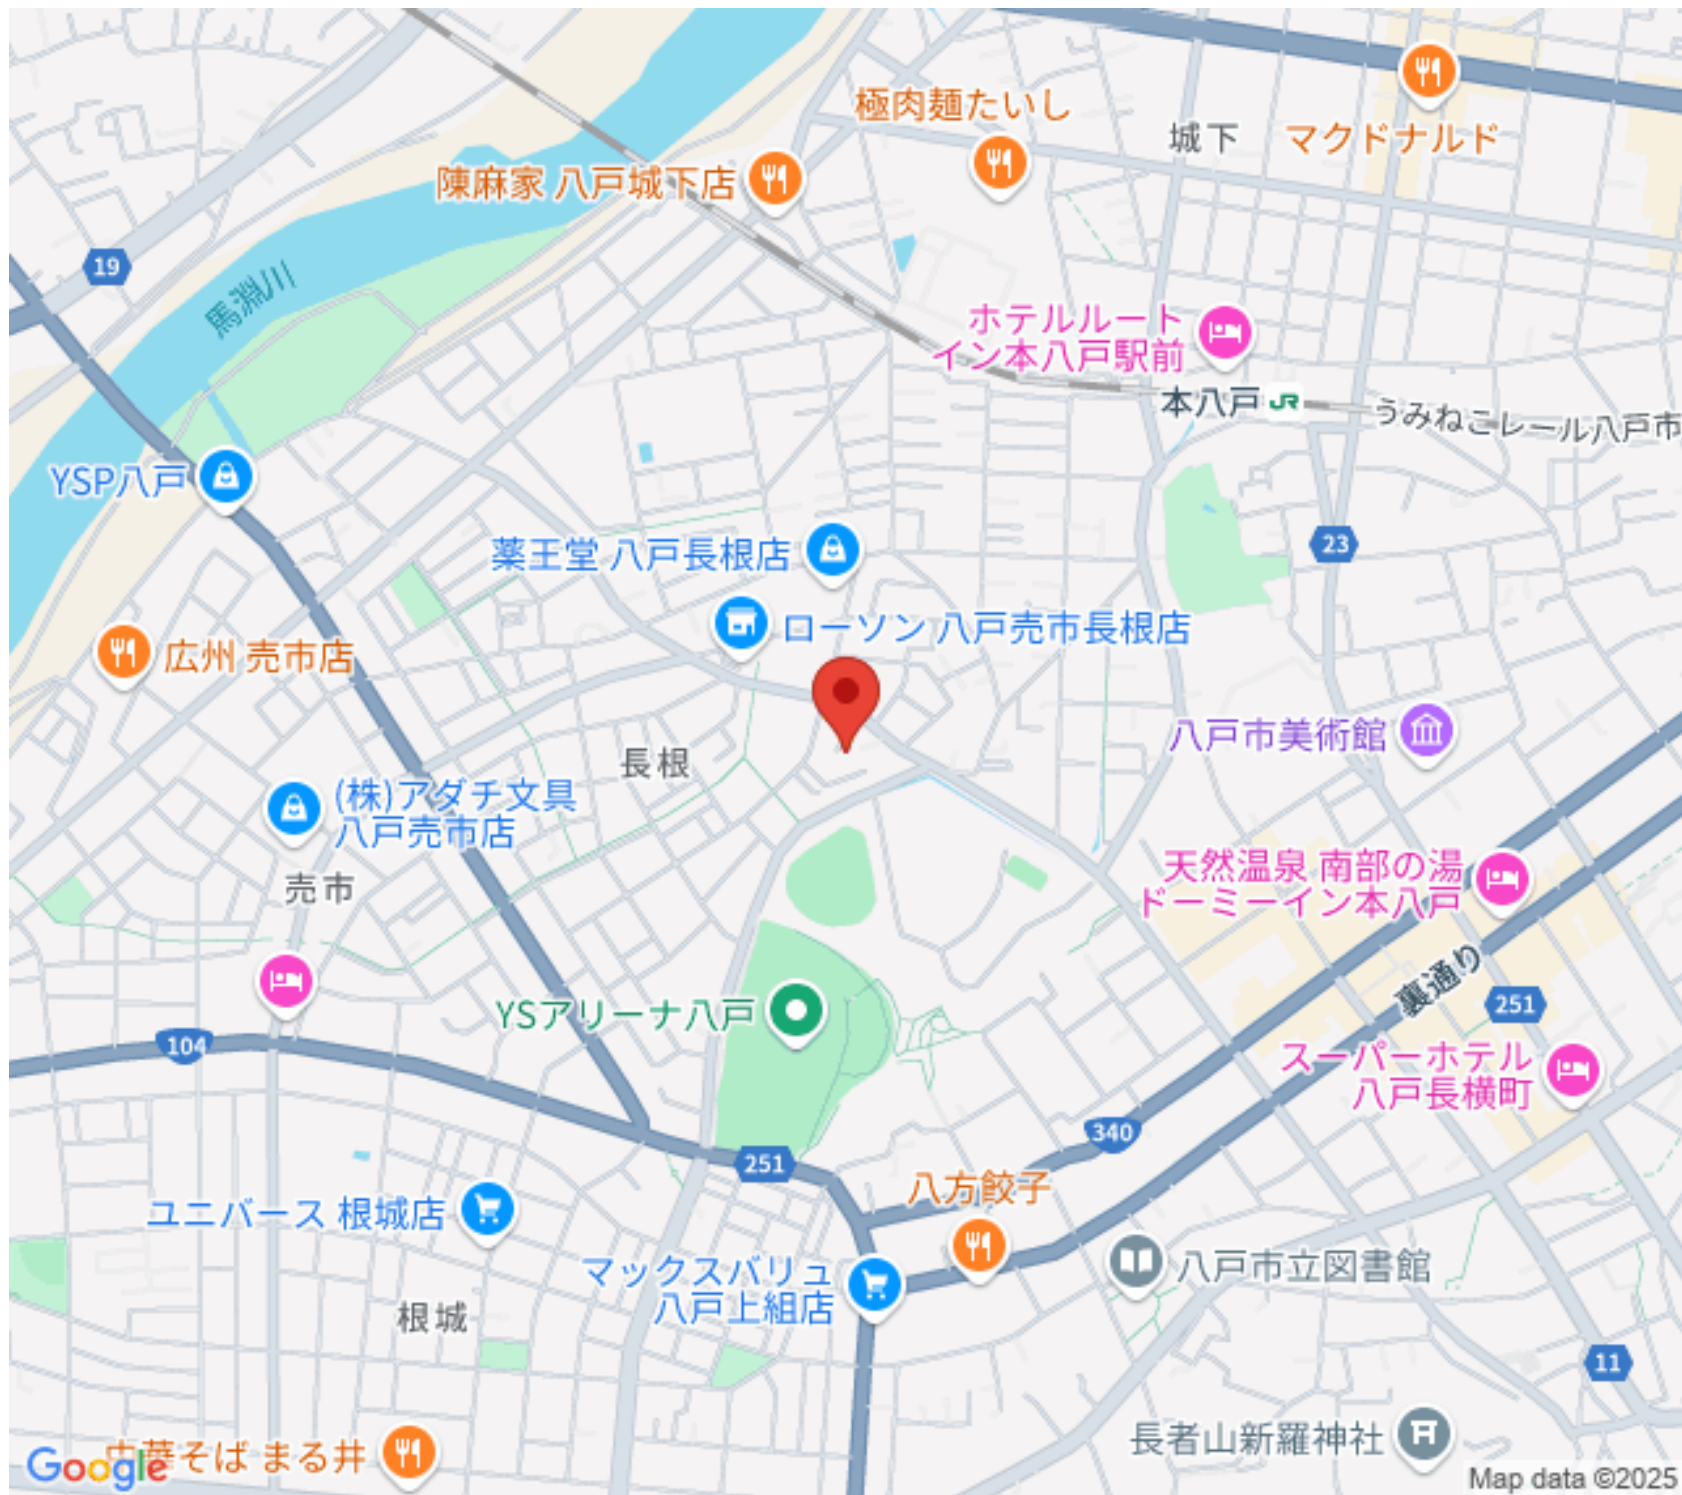 極肉麺たいし
城下
マクドナルド
陳麻家 八戸城下店
19
馬淵川
ホテルルート
イン本八戸駅前
本八戸
JR
うみねこレール八戸市
YSP八戸
23
薬王堂 八戸長根店
ローソン 八戸売市長根店
広州 売市店
八戸市美術館
長根
(株)アダチ文具
八戸売市店
売市
天然温泉 南部の湯
ドーミーイン本八戸
裏通り
251
YSアリーナ八戸
104
スーパーホテル
八戸長横町
340
251
八方餃子
ユニバース 根城店
マックスバリュ
八戸上組店
八戸市立図書館
根城
11
長者山新羅神社
中華そば まる井
Google
Map data ©2025